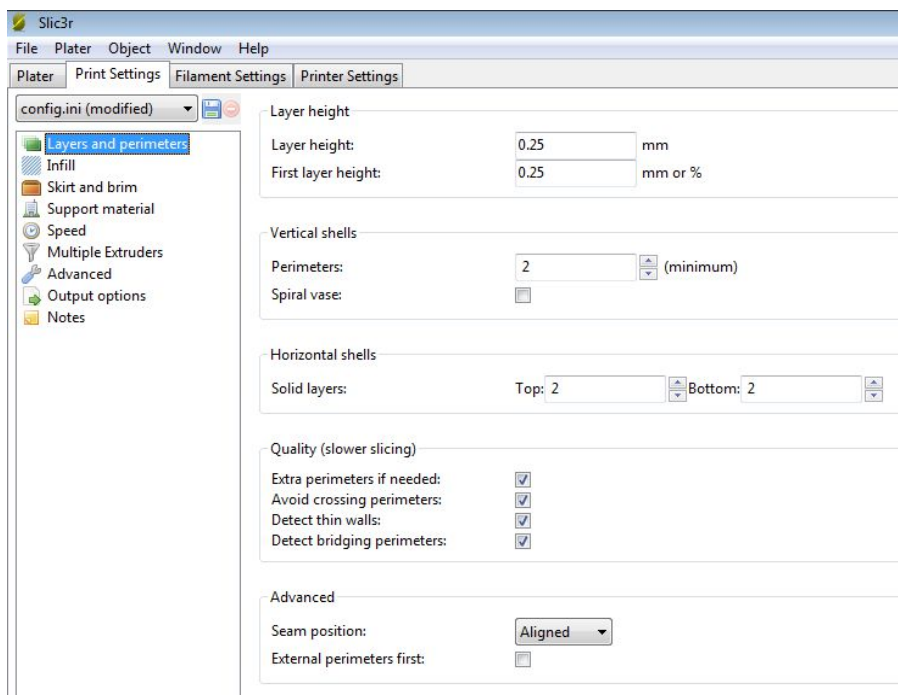 Slic3r
File Plater Object Window Help
Plater Print Settings Filament Settings Printer Settings
config.ini (modified)
Layers and perimeters
Infill
Skirt and brim
Support material
Speed
Multiple Extruders
Advanced
Output options
Notes
Layer height
Layer height: 0.25 mm
First layer height: 0.25 mm or %
Vertical shells
Perimeters: 2 (minimum)
Spiral vase:
Horizontal shells
Solid layers: Top: 2 Bottom: 2
Quality (slower slicing)
Extra perimeters if needed:
Avoid crossing perimeters:
Detect thin walls:
Detect bridging perimeters:
Advanced
Seam position: Aligned
External perimeters first: